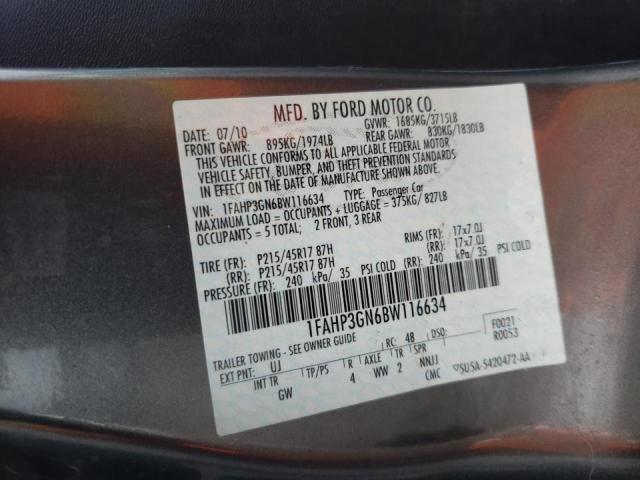 MFD. BY FORD MOTOR CO.
DATE: 07/10 GVWR: 1685KG/3715LB
FRONT GAWR: 895KG/1974LB REAR GAWR: 830KG/1830LB
THIS VEHICLE CONFORMS TO ALL APPLICABLE FEDERAL MOTOR
VEHICLE SAFETY, BUMPER, AND THEFT PREVENTION STANDARDS
IN EFFECT ON THE DATE OF MANUFACTURE SHOWN ABOVE.
VIN: 1FAHP3GN6BW116634 TYPE: Passenger Car
MAXIMUM LOAD = OCCUPANTS + LUGGAGE = 375KG/ 827LB
OCCUPANTS = 5 TOTAL; 2 FRONT, 3 REAR
TIRE (FR): P215/45R17 87H RIMS (FR): 17x7.0J
(RR): P215/45R17 87H (RR): 17x7.0J
PRESSURE (FR): 240 kPa/ 35 PSI COLD (RR): 240 kPa/ 35 PSI COLD
1FAHP3GN6BW116634
TRAILER TOWING - SEE OWNER GUIDE F0021
EXT PNT: UJ RC: 48 DSO: R0053
INT TR TP/PS R AXLE TR SPR
GW 4 WW 2 NNJJ
CMC SU5A-5420472-AA